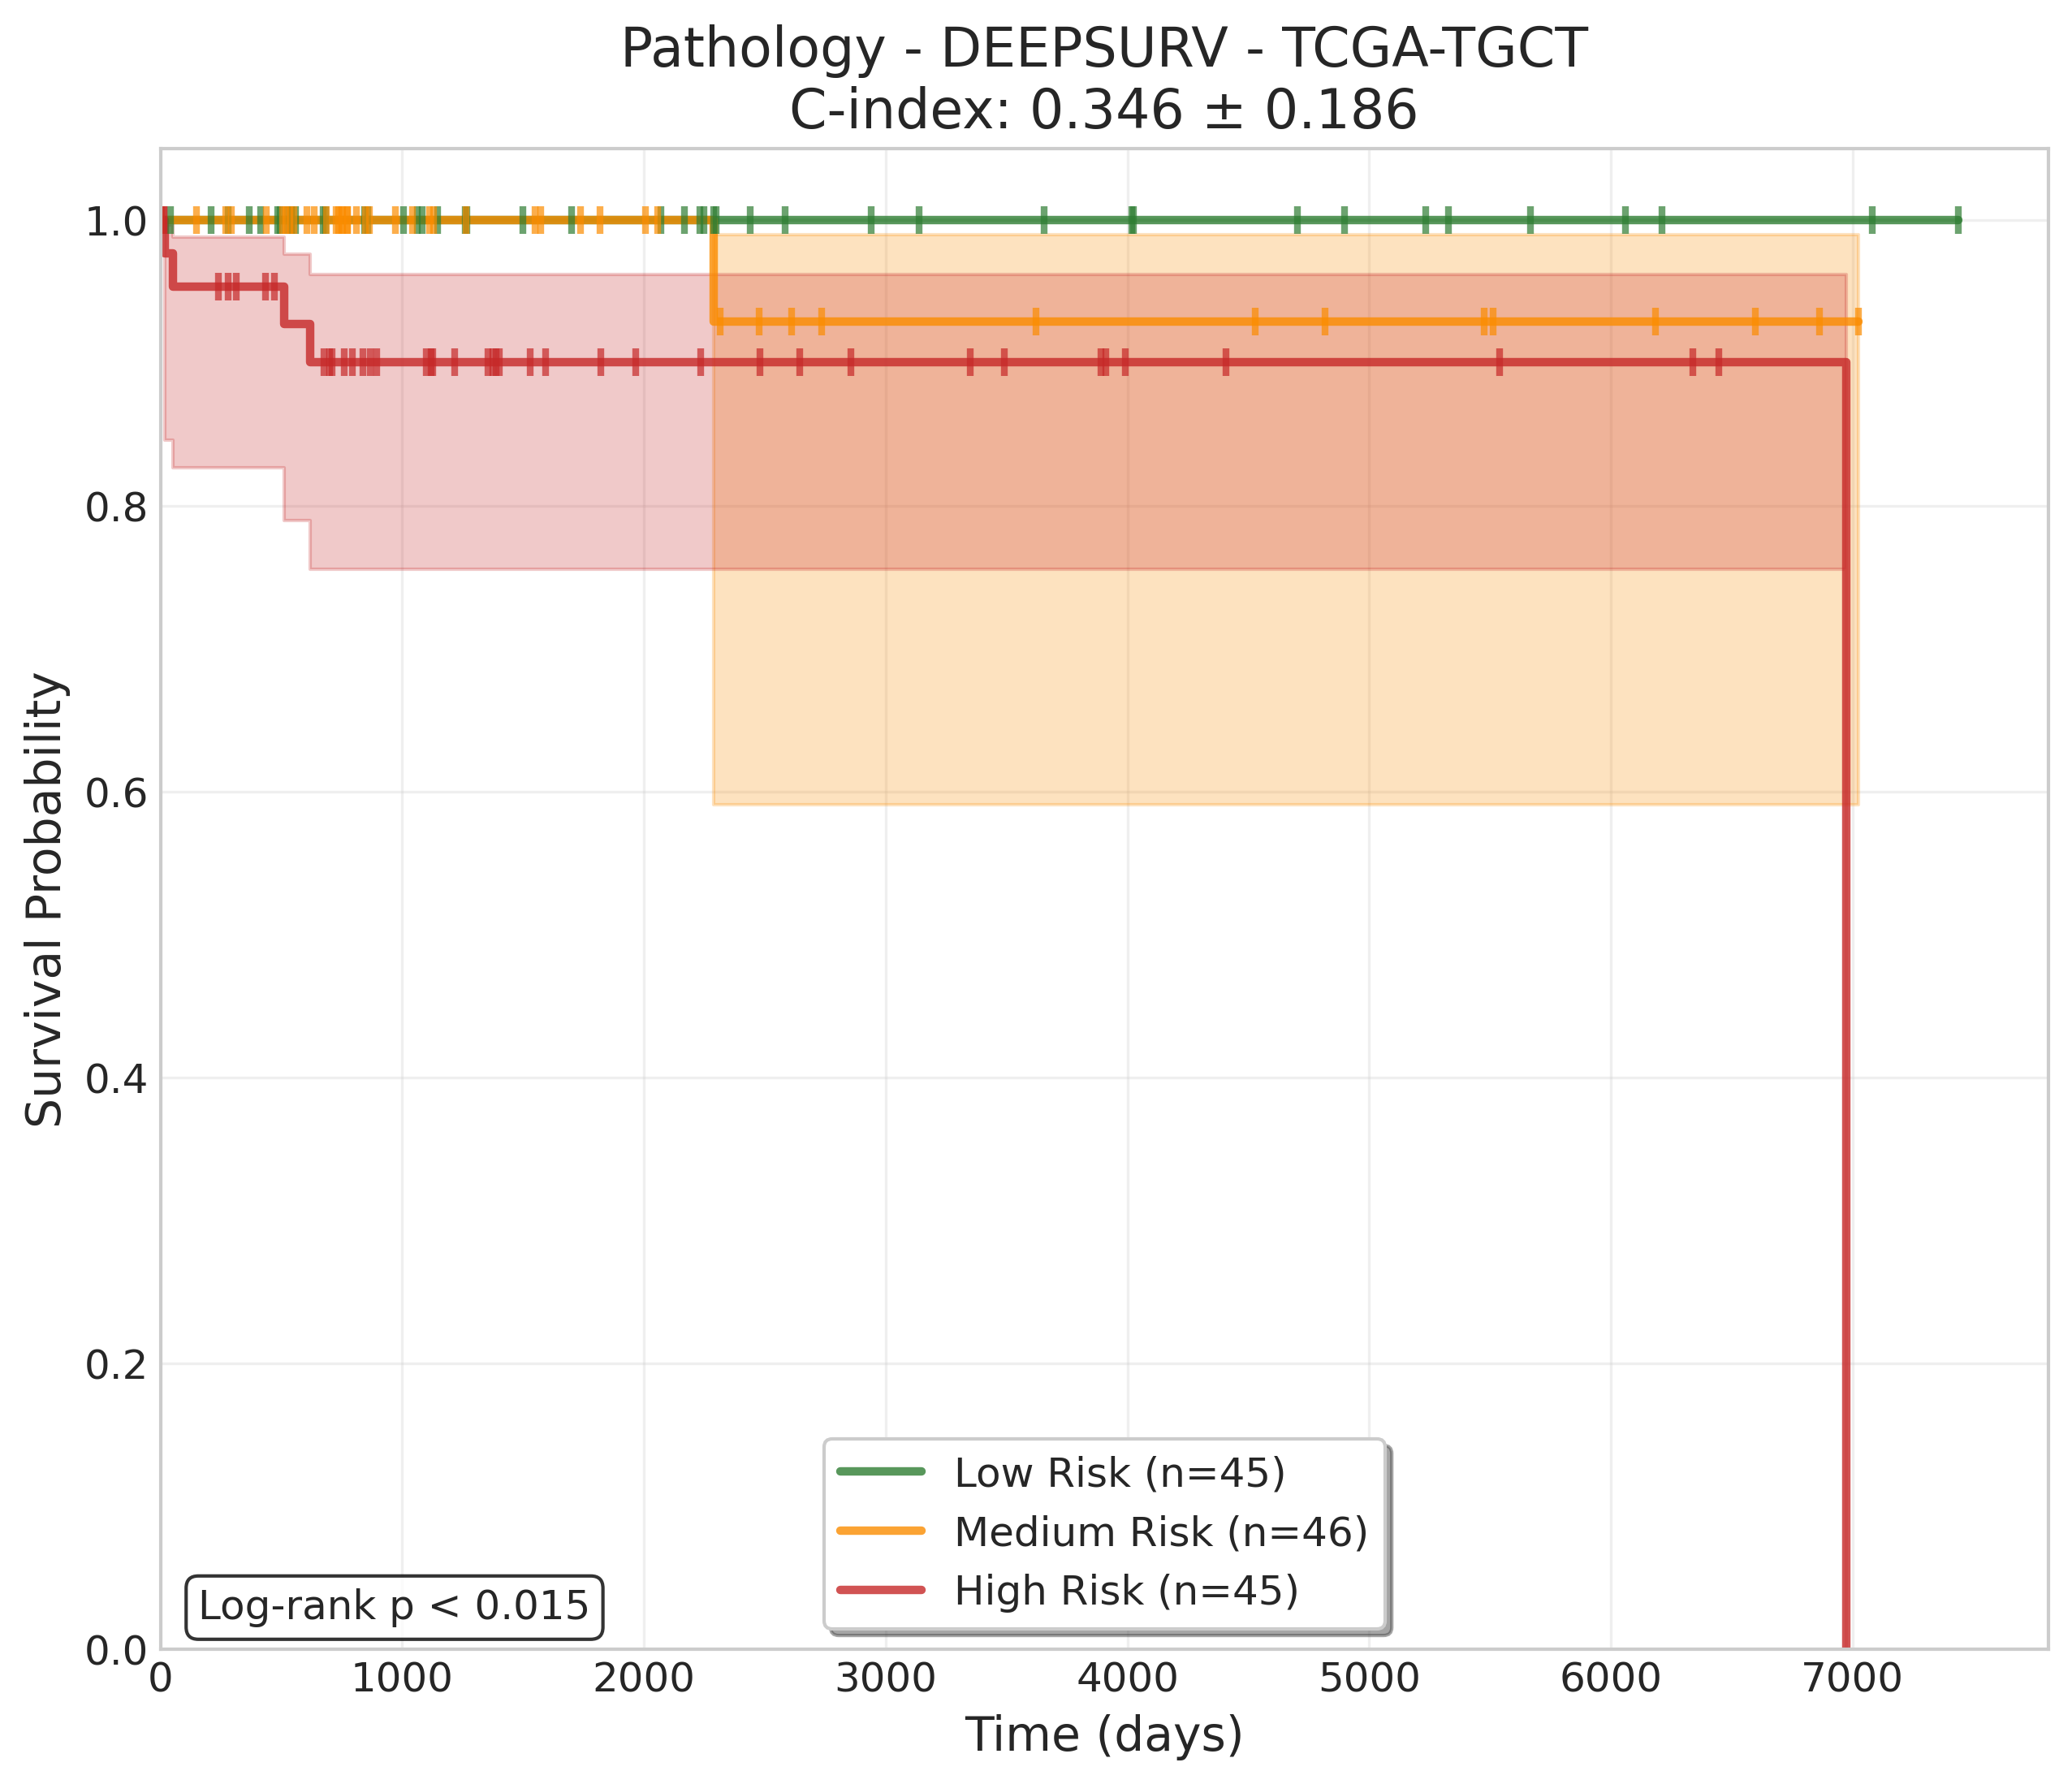 Pathology - DEEPSURV - TCGA-TGCT
C-index: 0.346 ± 0.186
Survival Probability
1.0
0.8
0.6
0.4
0.2
0.0
Low Risk (n=45)
Medium Risk (n=46)
High Risk (n=45)
Log-rank p < 0.015
0 1000 2000 3000 4000 5000 6000 7000
Time (days)